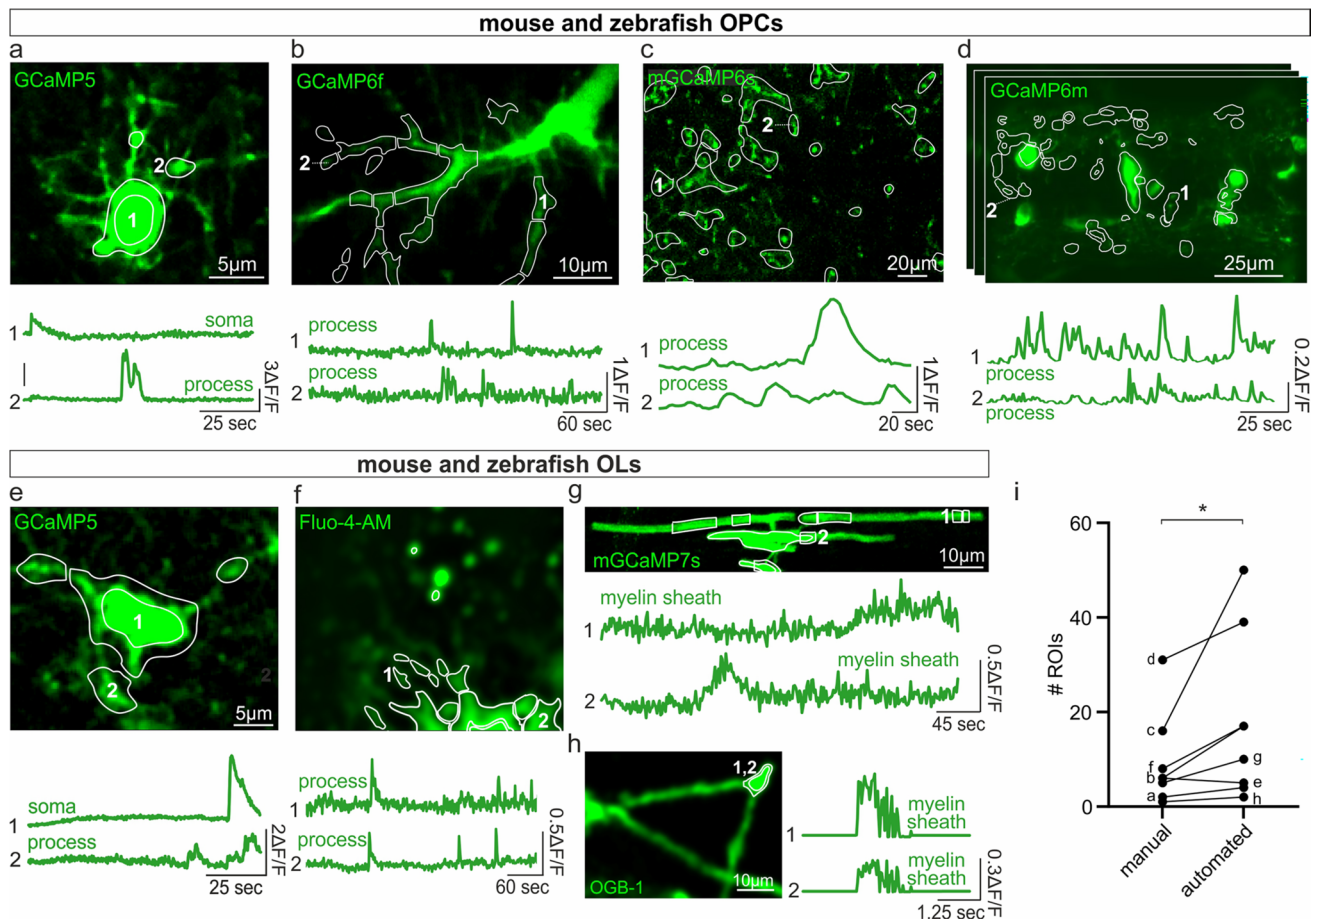 mouse and zebrafish OPCs
a
GCaMP5
2
1
5µm
1
soma
2
process
3ΔF/F
25 sec
b
GCaMP6f
2
1
10µm
process
1
process
2
1ΔF/F
60 sec
c
mGCaMP6s
2
1
20µm
process
1
process
2
1ΔF/F
20 sec
d
GCaMP6m
1
2
25µm
1
process
2
process
0.2ΔF/F
25 sec
mouse and zebrafish OLs
e
GCaMP5
1
2
2
5µm
soma
1
process
2
2ΔF/F
25 sec
f
Fluo-4-AM
1
2
process
1
process
2
0.5ΔF/F
60 sec
g
1
2
mGCaMP7s
10µm
myelin sheath
1
myelin sheath
2
0.5ΔF/F
45 sec
h
1,2
OGB-1
10µm
1
myelin
sheath
2
myelin
sheath
0.3ΔF/F
1.25 sec
i
*
# ROIs
60
40
20
0
d
c
f
b
a
g
e
h
manual
automated